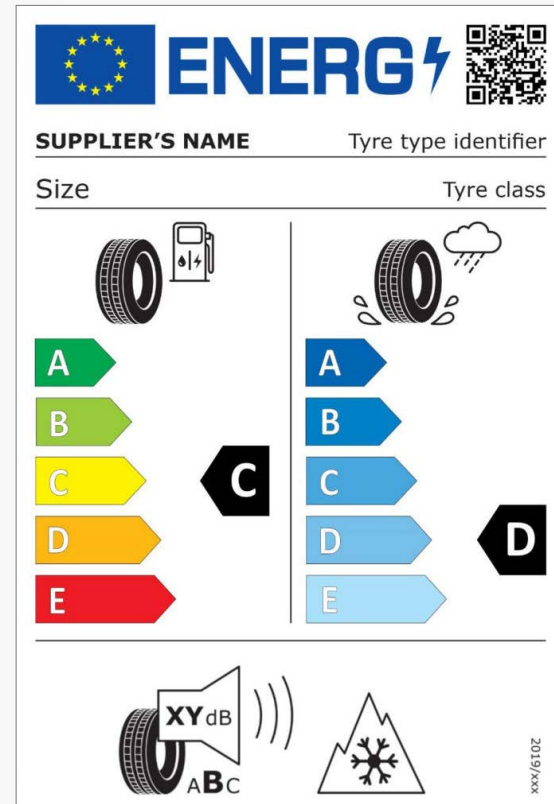 ENERG
SUPPLIER'S NAME Tyre type identifier
Size Tyre class
A
B
C
D
E
C
A
B
C
D
E
D
XY dB
ABC
2019/xxx